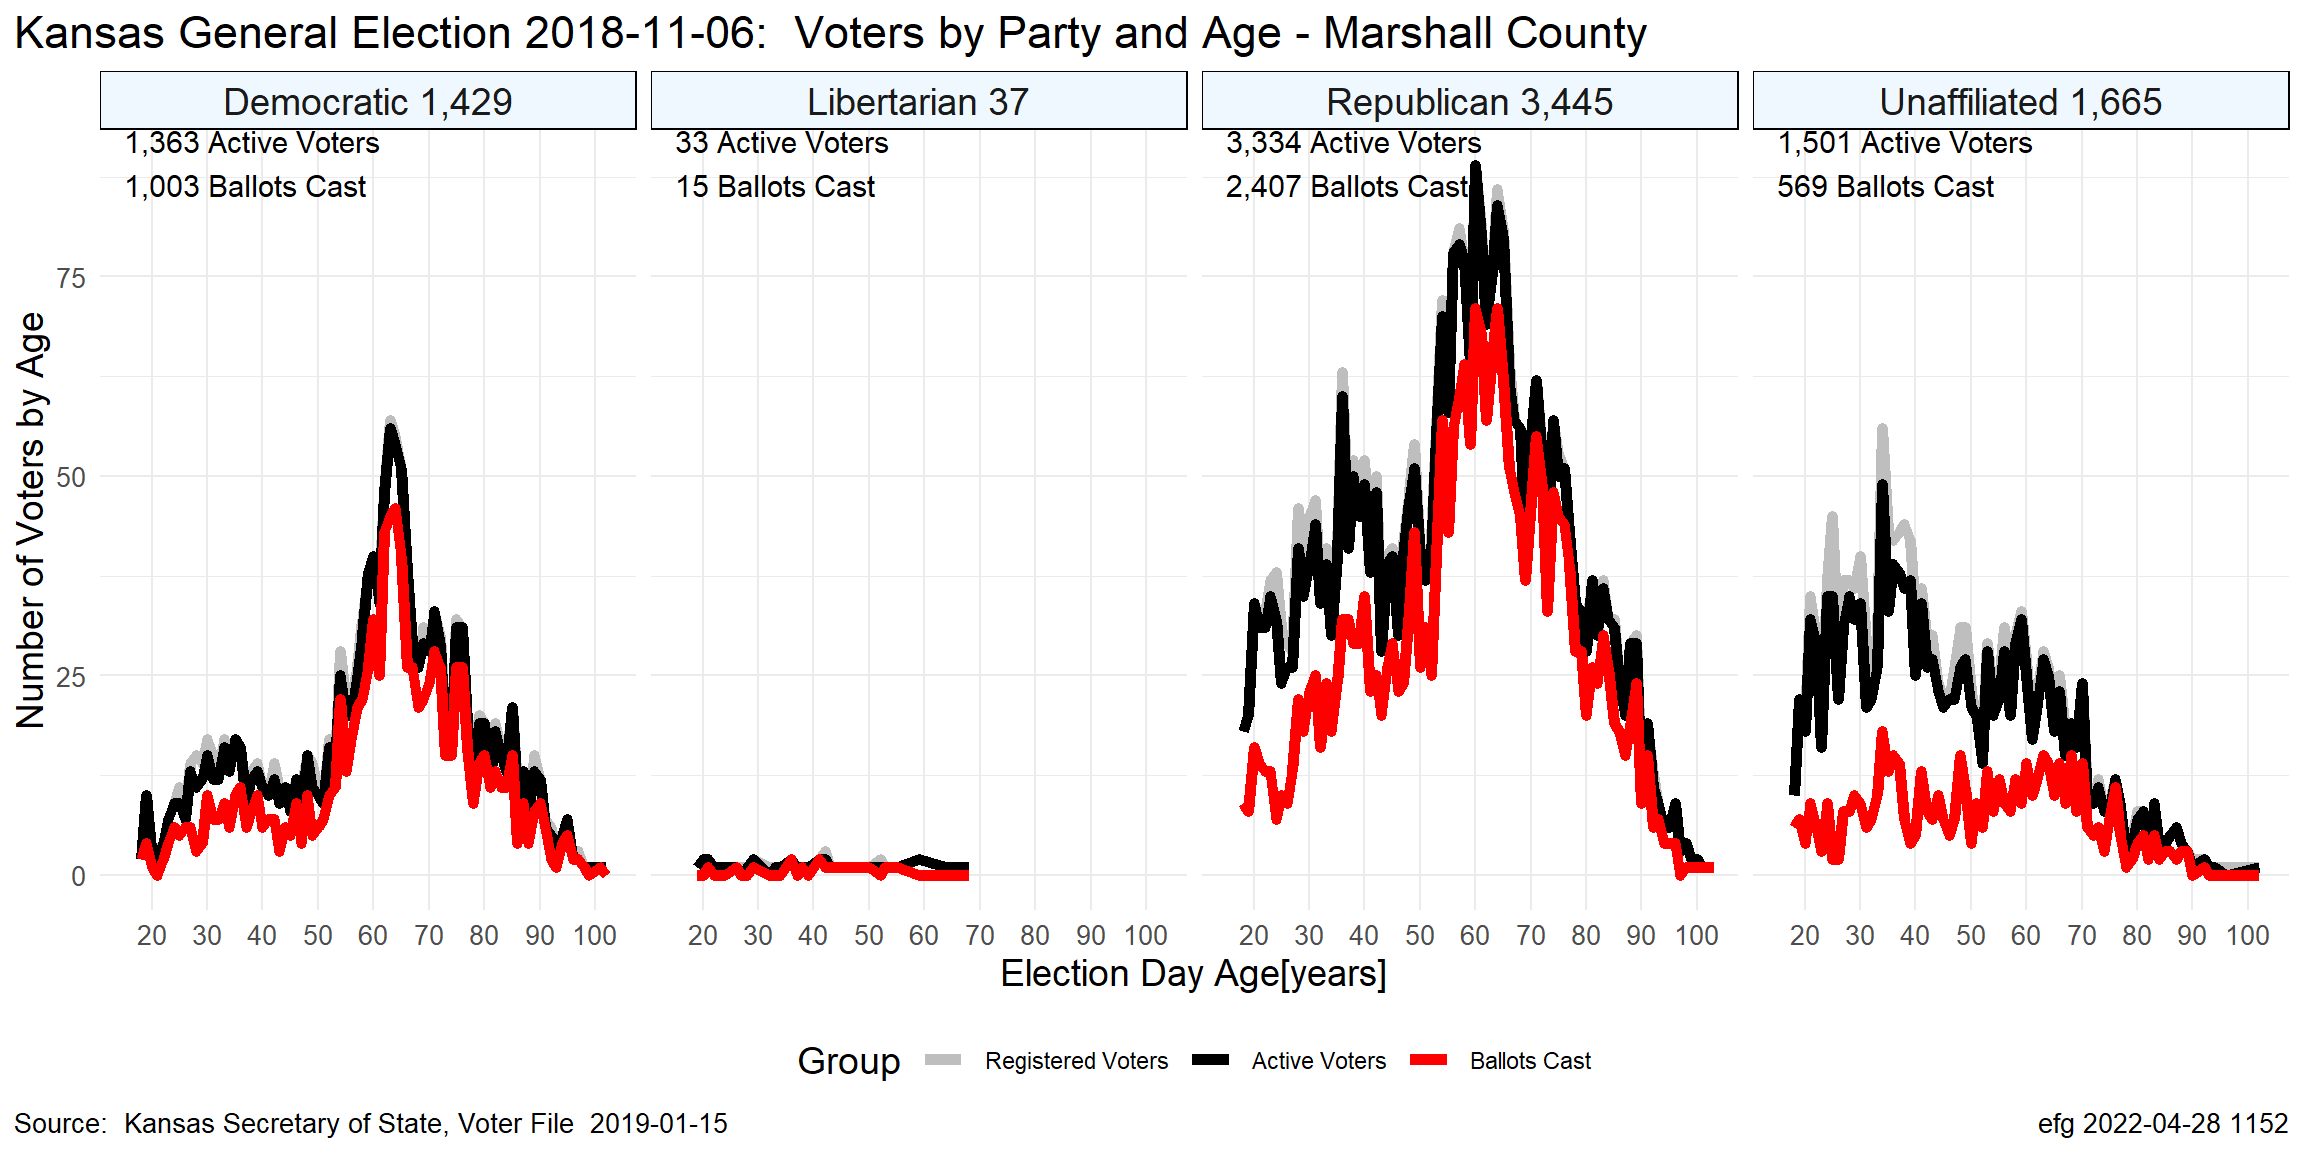 Kansas General Election 2018-11-06:  Voters by Party and Age - Marshall County
Democratic 1,429
Libertarian 37
Republican 3,445
Unaffiliated 1,665
1,363 Active Voters
1,003 Ballots Cast
33 Active Voters
15 Ballots Cast
3,334 Active Voters
2,407 Ballots Cast
1,501 Active Voters
569 Ballots Cast
Number of Voters by Age
75
50
25
0
20 30 40 50 60 70 80 90 100
20 30 40 50 60 70 80 90 100
20 30 40 50 60 70 80 90 100
20 30 40 50 60 70 80 90 100
Election Day Age[years]
Group Registered Voters Active Voters Ballots Cast
Source:  Kansas Secretary of State, Voter File  2019-01-15
efg 2022-04-28 1152